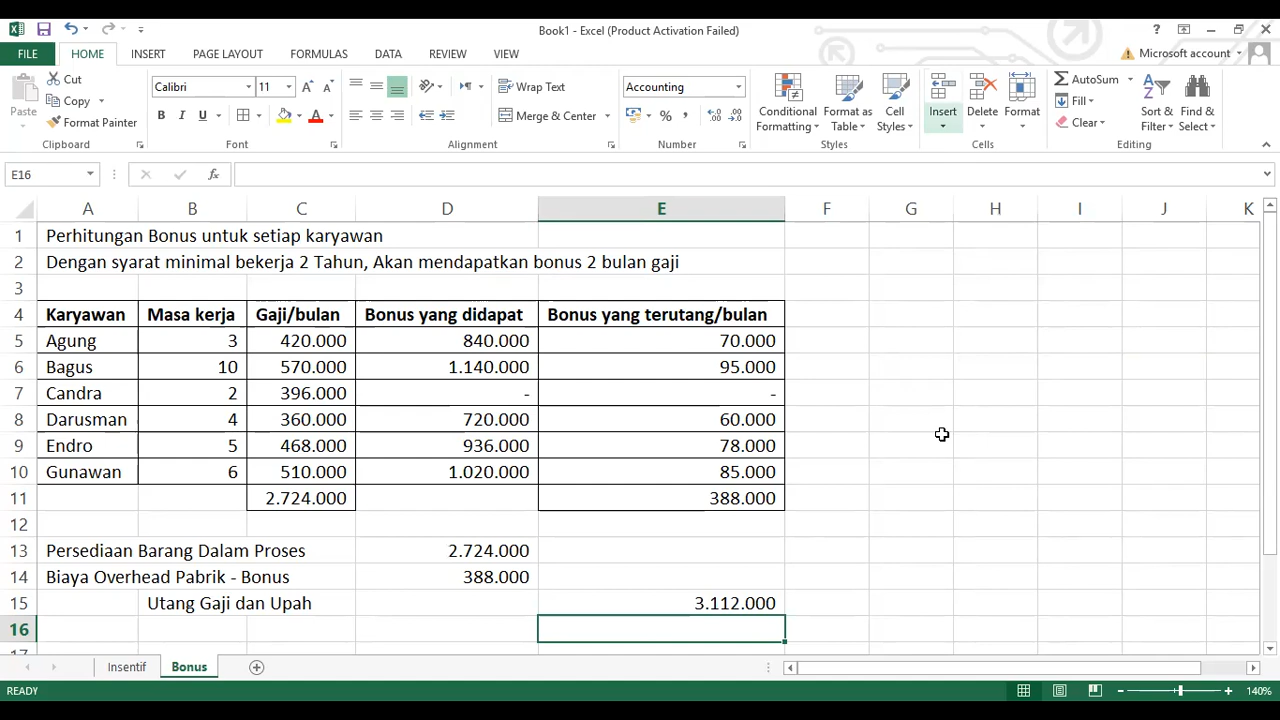 Book1 - Excel (Product Activation Failed)
FILE HOME INSERT PAGE LAYOUT FORMULAS DATA REVIEW VIEW Microsoft account
Paste Cut Copy Format Painter Clipboard
Calibri 11 B I U A A A Font
Wrap Text Merge & Center Alignment
Accounting % , Number
Conditional Formatting Format as Table Cell Styles Styles
Insert Delete Format Cells
AutoSum Fill Clear Sort & Filter Find & Select Editing
E16 fx
A B C D E F G H I J K
1 Perhitungan Bonus untuk setiap karyawan
2 Dengan syarat minimal bekerja 2 Tahun, Akan mendapatkan bonus 2 bulan gaji
3
4 Karyawan Masa kerja Gaji/bulan Bonus yang didapat Bonus yang terutang/bulan
5 Agung 3 420.000 840.000 70.000
6 Bagus 10 570.000 1.140.000 95.000
7 Candra 2 396.000 - -
8 Darusman 4 360.000 720.000 60.000
9 Endro 5 468.000 936.000 78.000
10 Gunawan 6 510.000 1.020.000 85.000
11 2.724.000 388.000
12
13 Persediaan Barang Dalam Proses 2.724.000
14 Biaya Overhead Pabrik - Bonus 388.000
15 Utang Gaji dan Upah 3.112.000
16
17
Insentif Bonus
READY 140%